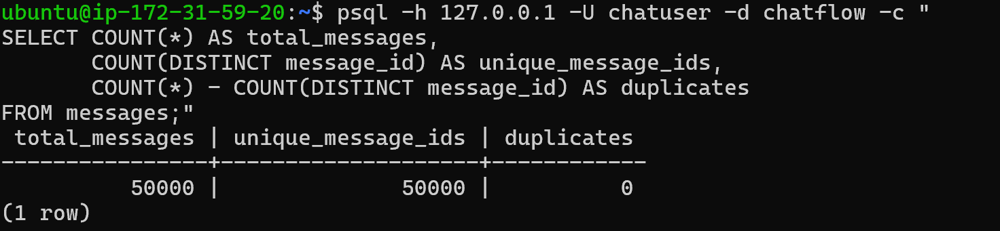 ubuntu@ip-172-31-59-20:~$ psql -h 127.0.0.1 -U chatuser -d chatflow -c "
SELECT COUNT(*) AS total_messages,
       COUNT(DISTINCT message_id) AS unique_message_ids,
       COUNT(*) - COUNT(DISTINCT message_id) AS duplicates
FROM messages;"
 total_messages | unique_message_ids | duplicates
----------------+--------------------+------------
          50000 |              50000 |          0
(1 row)